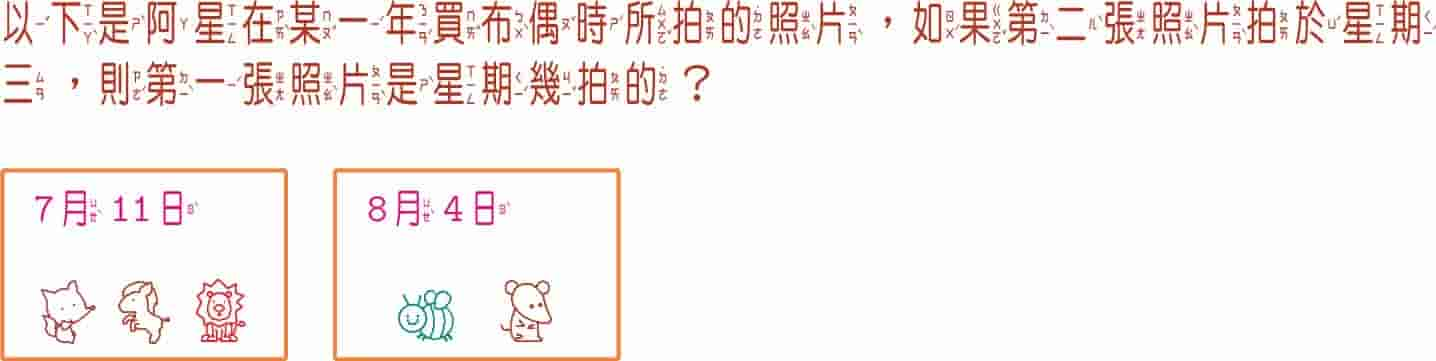 以下是阿星在某一年買布偶時所拍的照片，如果第二張照片拍於星期
三，則第一張照片是星期幾拍的？
7月11日 8月4日